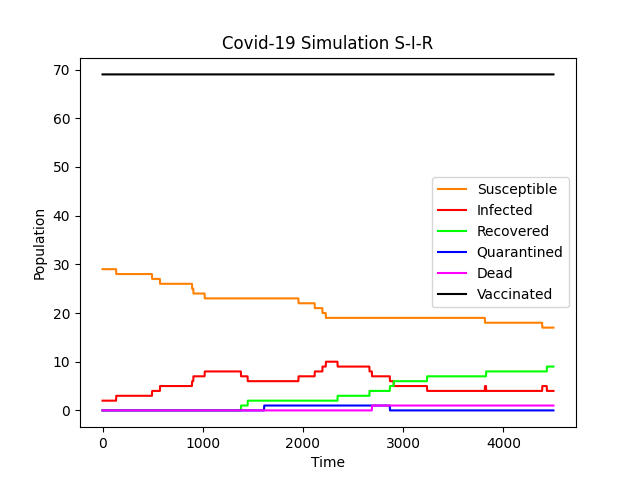 Covid-19 Simulation S-I-R
70
60
50
40
30
20
10
0
Population
Susceptible
Infected
Recovered
Quarantined
Dead
Vaccinated
0 1000 2000 3000 4000
Time